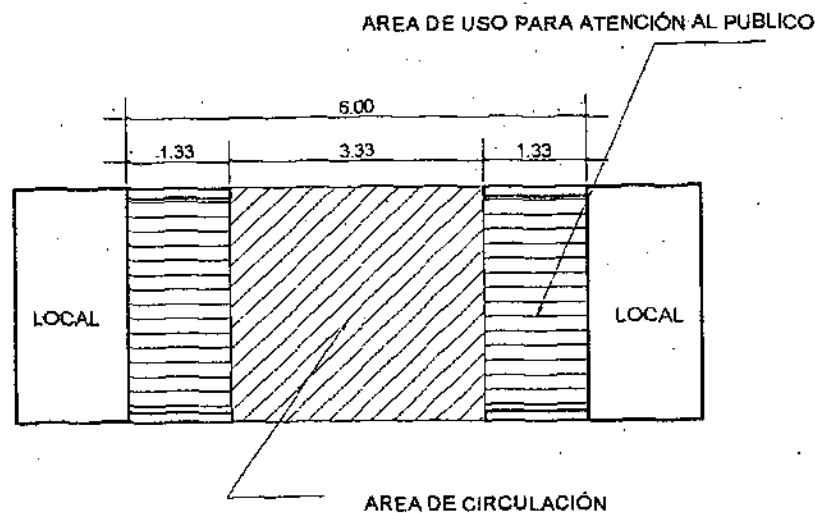 AREA DE USO PARA ATENCIÓN AL PUBLICO
6.00
1.33 3.33 1.33
LOCAL LOCAL
AREA DE CIRCULACIÓN